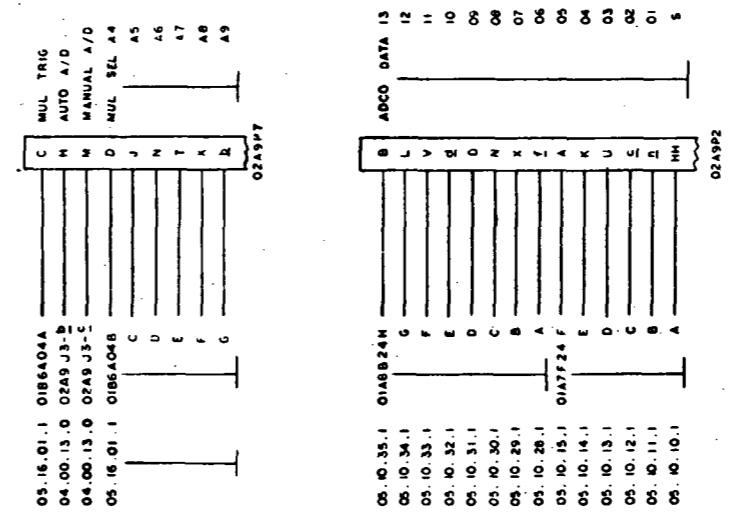 05.16.01.1 01B6A04A C MUL TRIG
04.00.13.0 02A9J3-b H AUTO A/D
04.00.13.0 02A9J3-c M MANUAL A/D
05.16.01.1 01B6A04B D MUL SEL A4
C J A5
D N A6
E T A7
F X A8
G b A9
02A9P7
05.10.35.1 01A8B24H B ADCO DATA 13
05.10.34.1 G L 12
05.10.33.1 F V 11
05.10.32.1 E d 10
05.10.31.1 D D 09
05.10.30.1 C N 08
05.10.29.1 B X 07
05.10.28.1 A f 06
05.10.15.1 01A7F24 F A 05
05.10.14.1 E K 04
05.10.13.1 D U 03
05.10.12.1 C c 02
05.10.11.1 B n 01
05.10.10.1 A HH S
02A9P2